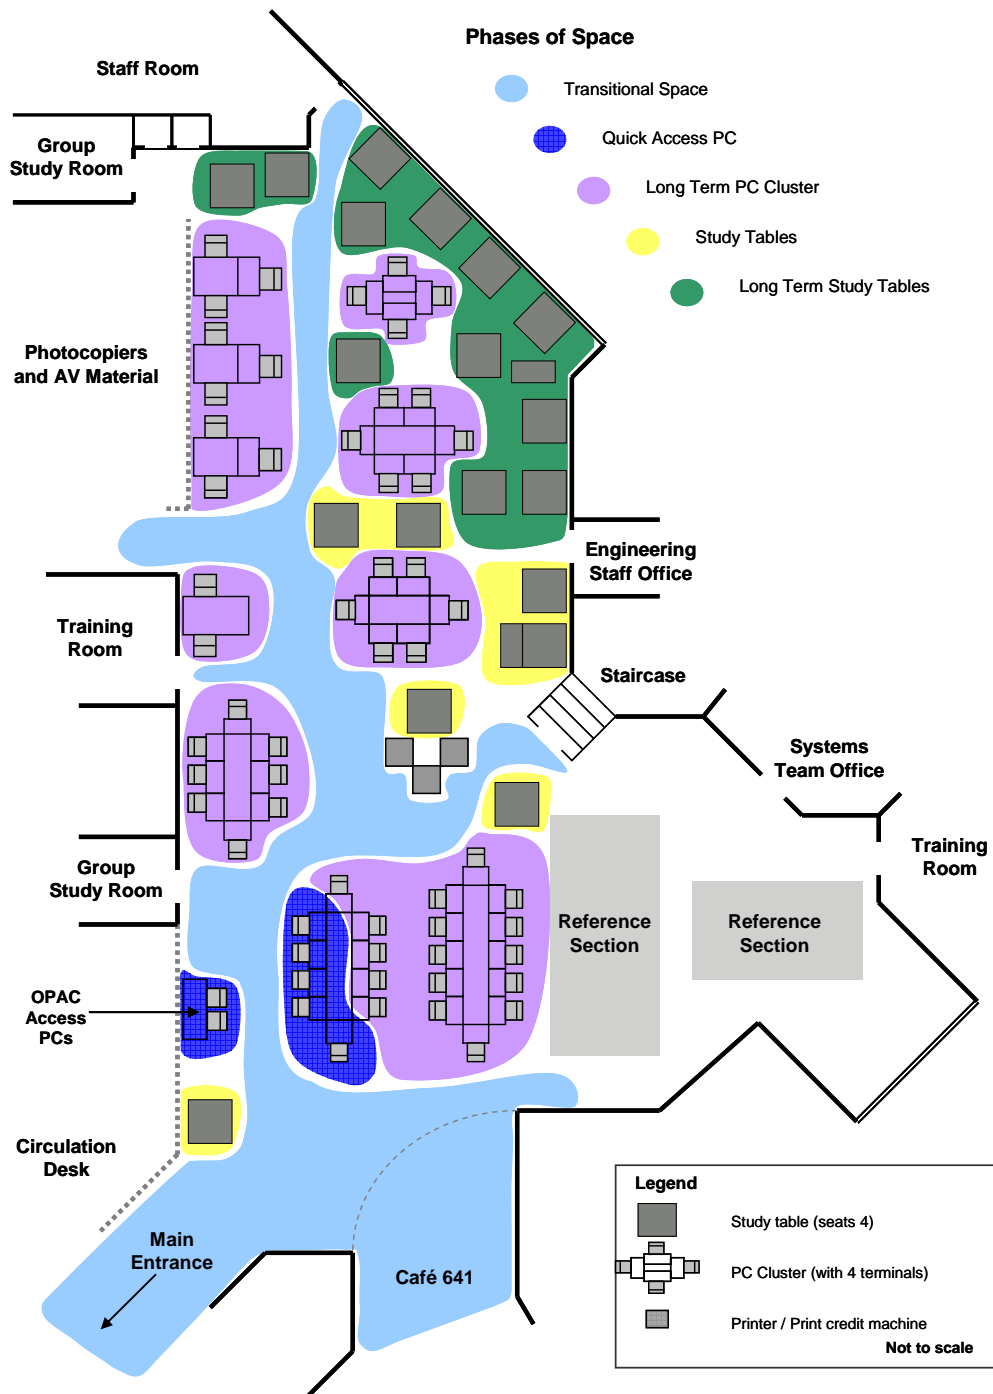 Phases of Space
Transitional Space
Quick Access PC
Long Term PC Cluster
Study Tables
Long Term Study Tables
Staff Room
Group
Study Room
Photocopiers
and AV Material
Engineering
Staff Office
Training
Room
Staircase
Systems
Team Office
Training
Room
Group
Study Room
Reference
Section
Reference
Section
OPAC
Access
PCs
Circulation
Desk
Main
Entrance
Café 641
Legend
Study table (seats 4)
PC Cluster (with 4 terminals)
Printer / Print credit machine
Not to scale